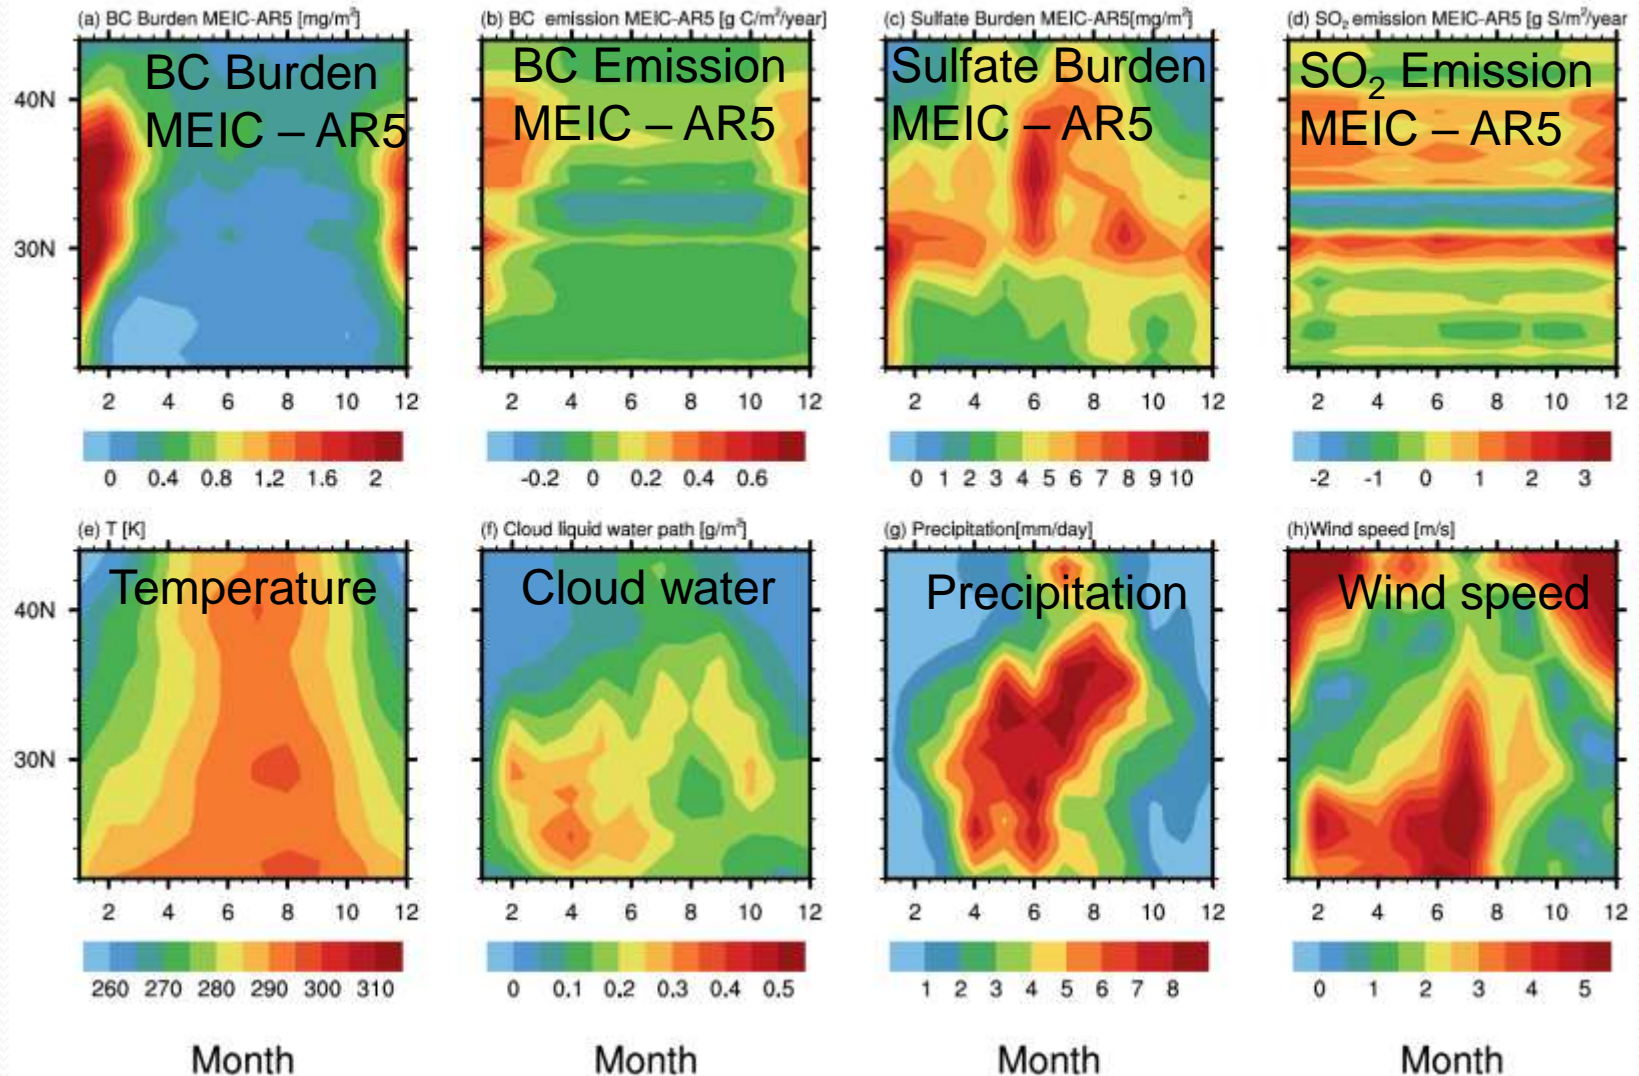 (a) BC Burden MEIC-AR5 [mg/m²]
BC Burden
MEIC – AR5
40N
30N
2 4 6 8 10 12
0 0.4 0.8 1.2 1.6 2
(b) BC emission MEIC-AR5 [g C/m²/year]
BC Emission
MEIC – AR5
2 4 6 8 10 12
-0.2 0 0.2 0.4 0.6
(c) Sulfate Burden MEIC-AR5[mg/m²]
Sulfate Burden
MEIC – AR5
2 4 6 8 10 12
0 1 2 3 4 5 6 7 8 9 10
(d) SO₂ emission MEIC-AR5 [g S/m²/year
SO₂ Emission
MEIC – AR5
2 4 6 8 10 12
-2 -1 0 1 2 3
(e) T [K]
Temperature
40N
30N
2 4 6 8 10 12
260 270 280 290 300 310
Month
(f) Cloud liquid water path [g/m²]
Cloud water
2 4 6 8 10 12
0 0.1 0.2 0.3 0.4 0.5
Month
(g) Precipitation[mm/day]
Precipitation
2 4 6 8 10 12
1 2 3 4 5 6 7 8
Month
(h)Wind speed [m/s]
Wind speed
2 4 6 8 10 12
0 1 2 3 4 5
Month